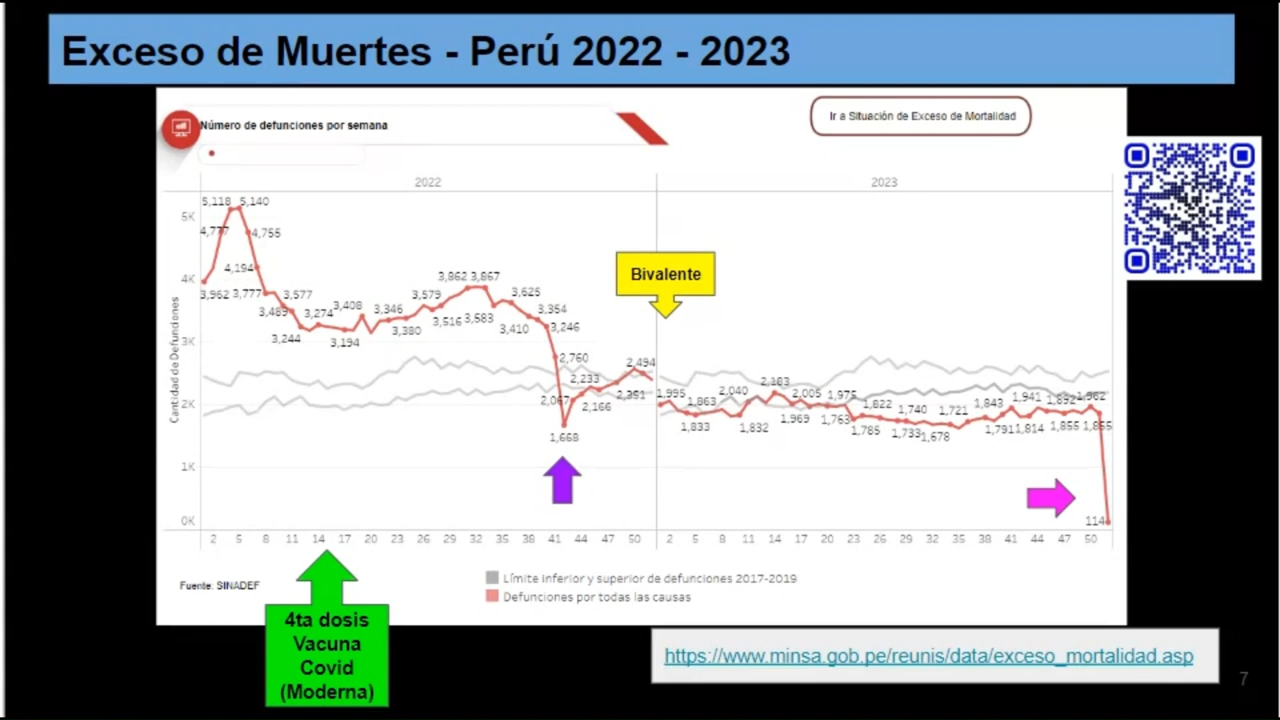 Exceso de Muertes - Perú 2022 - 2023
Número de defunciones por semana
Ir a Situación de Exceso de Mortalidad
2022
2023
Cantidad de Defunciones
5K
4K
3K
2K
1K
0K
5,118
5,140
4,777
4,755
4,194
3,962
3,777
3,577
3,489
3,244
3,274
3,408
3,194
3,346
3,380
3,579
3,516
3,862
3,867
3,583
3,625
3,410
3,354
3,246
2,760
2,067
1,668
2,233
2,166
2,494
2,391
Bivalente
1,995
1,863
1,833
2,040
1,832
2,183
2,005
1,969
1,975
1,763
1,822
1,785
1,740
1,733
1,678
1,721
1,843
1,791
1,941
1,814
1,892
1,855
1,962
1,855
114
2 5 8 11 14 17 20 23 26 29 32 35 38 41 44 47 50 2 5 8 11 14 17 20 23 26 29 32 35 38 41 44 47 50
Fuente: SINADEF
Límite inferior y superior de defunciones 2017-2019
Defunciones por todas las causas
4ta dosis
Vacuna
Covid
(Moderna)
https://www.minsa.gob.pe/reunis/data/exceso_mortalidad.asp
7